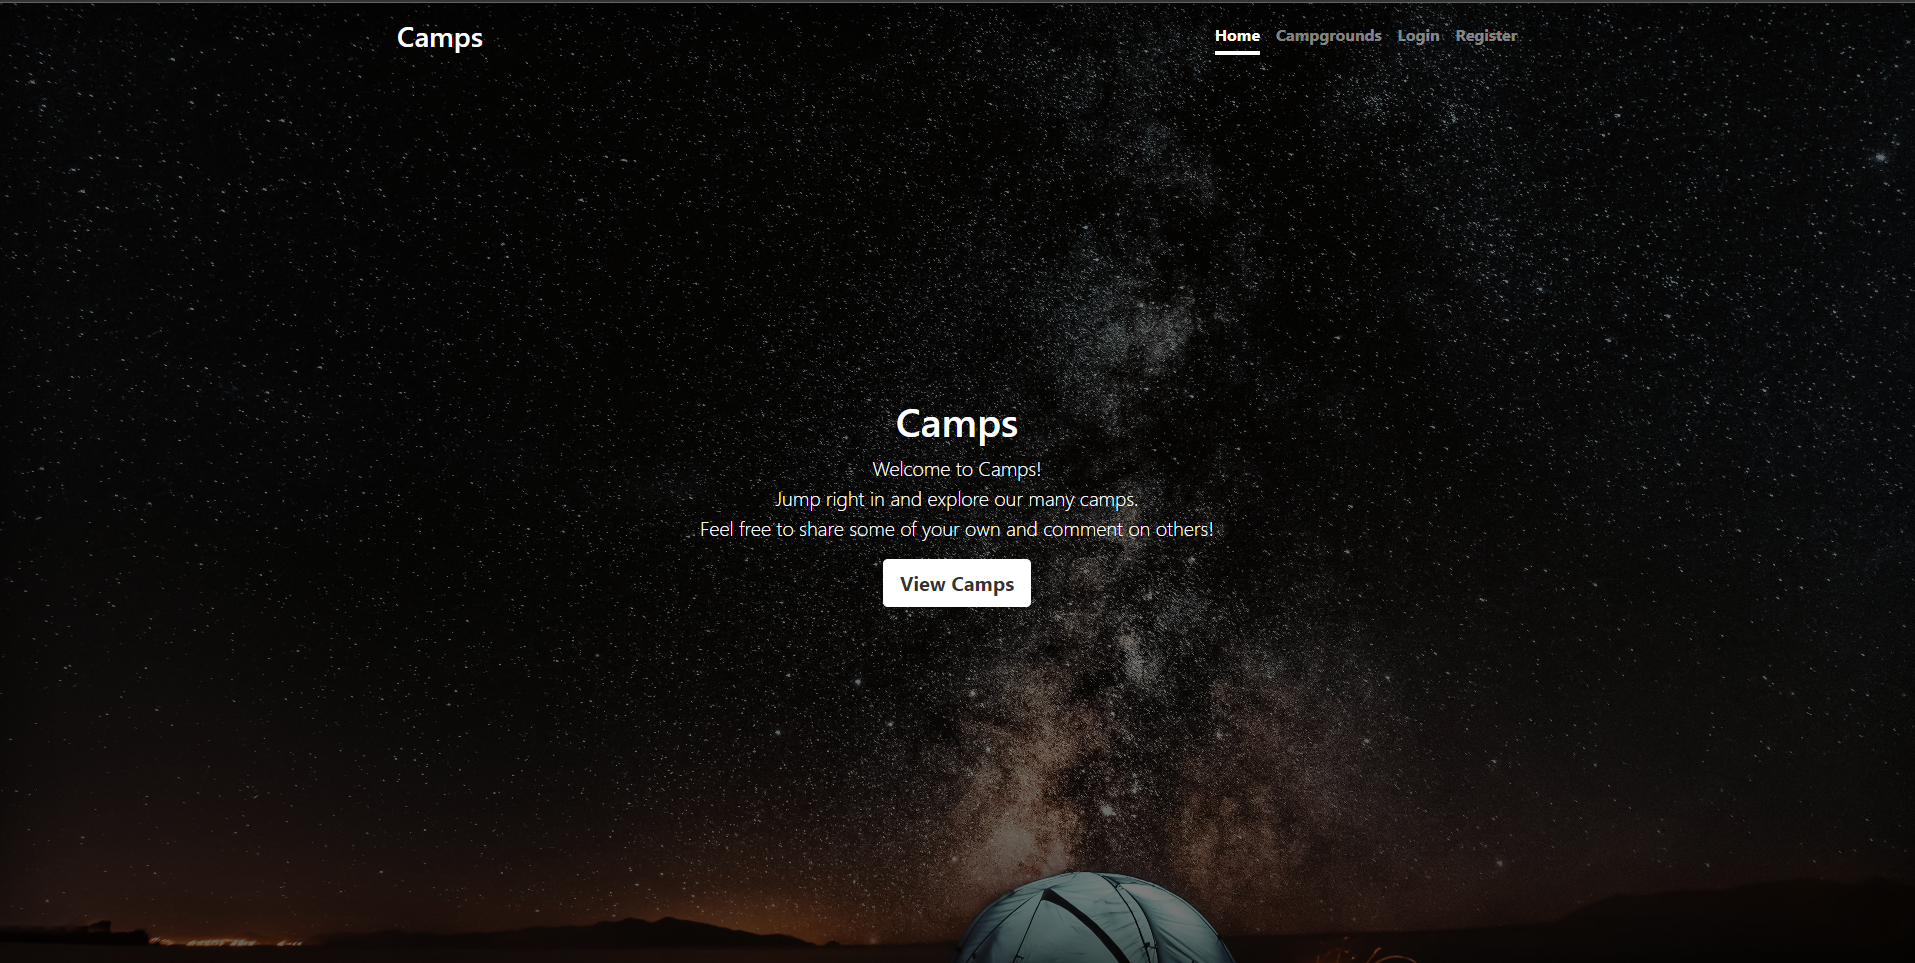 Camps
Home Campgrounds Login Register
Camps
Welcome to Camps!
Jump right in and explore our many camps.
Feel free to share some of your own and comment on others!
View Camps